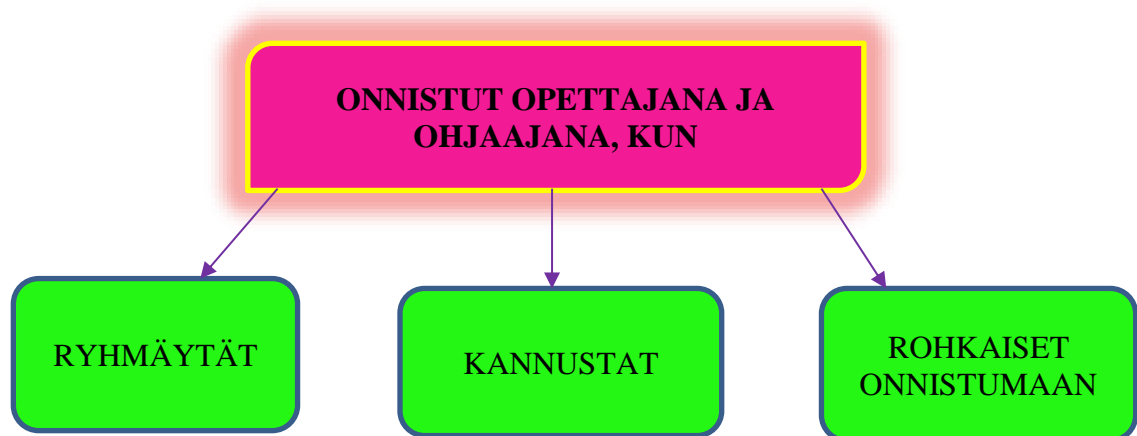 ONNISTUT OPETTAJANA JA
OHJAAJANA, KUN
RYHMÄYTÄT
KANNUSTAT
ROHKAISET
ONNISTUMAAN